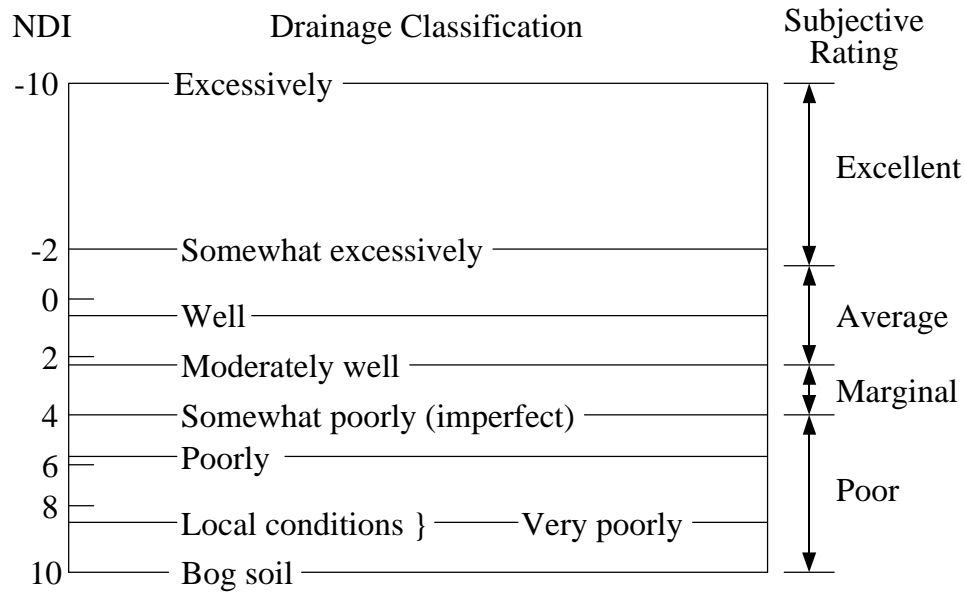 NDI Drainage Classification Subjective
Rating
-10 Excessively
Excellent
-2 Somewhat excessively
0
Well Average
2
Moderately well
Marginal
4 Somewhat poorly (imperfect)
Poorly
6
Poor
8
Local conditions } Very poorly
10 Bog soil